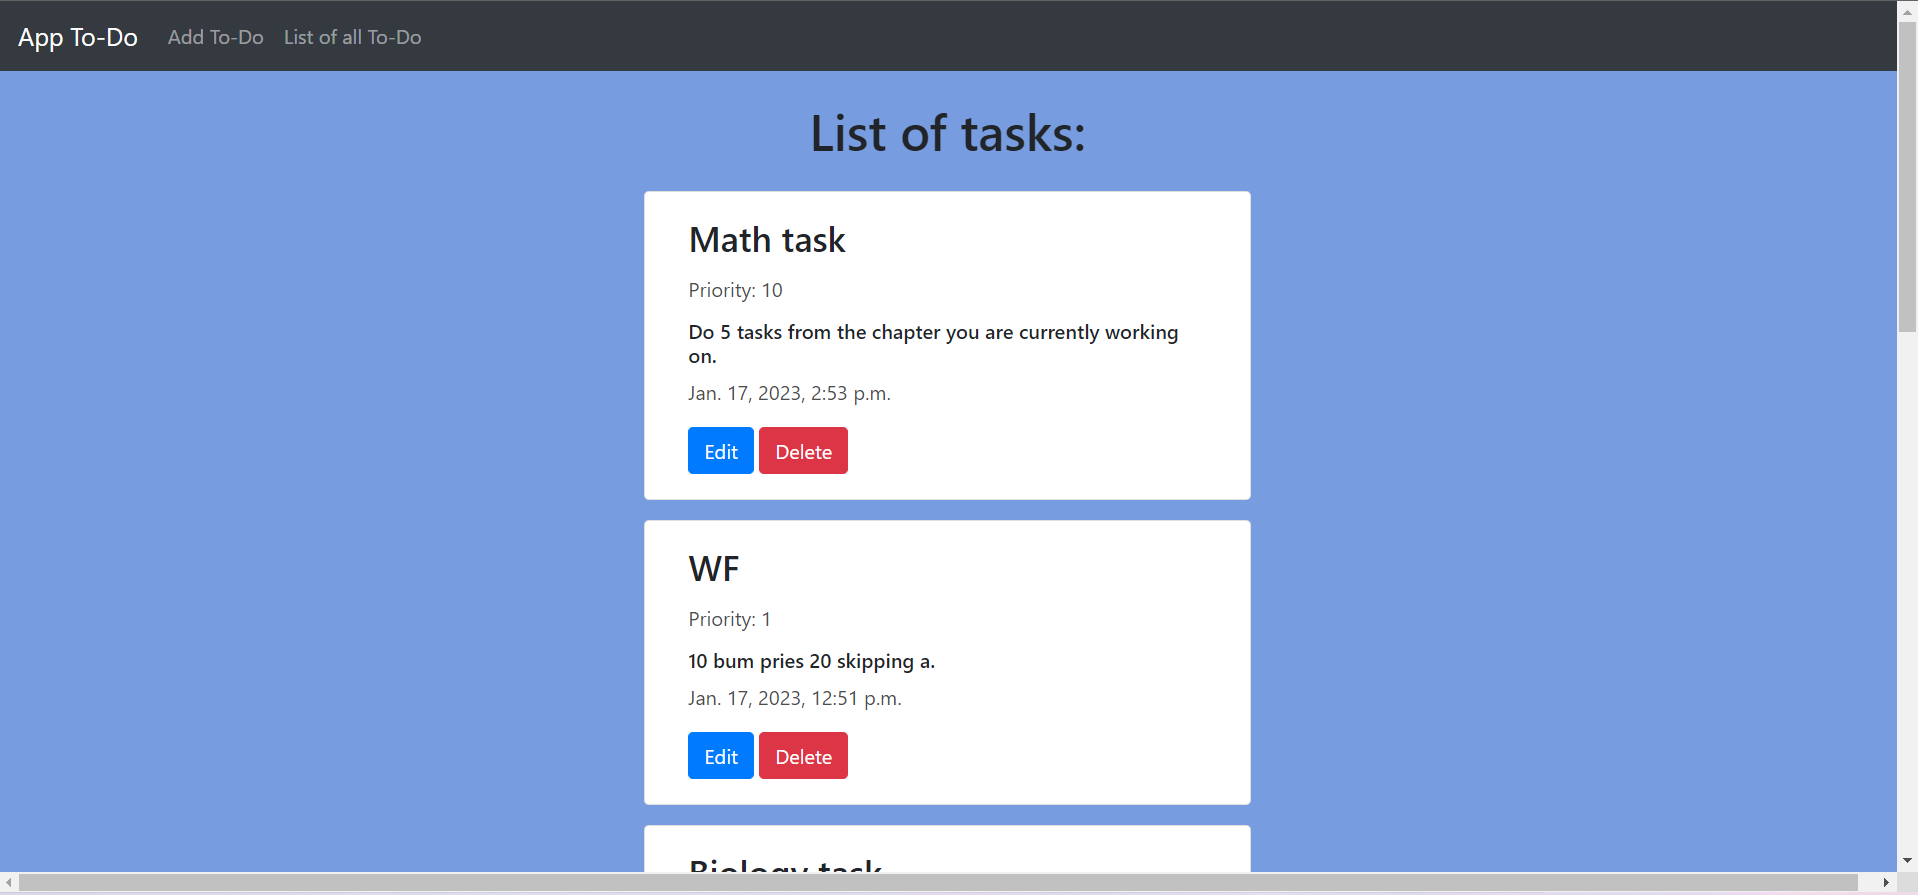 App To-Do Add To-Do List of all To-Do
List of tasks:
Math task
Priority: 10
Do 5 tasks from the chapter you are currently working
on.
Jan. 17, 2023, 2:53 p.m.
Edit Delete
WF
Priority: 1
10 bum pries 20 skipping a.
Jan. 17, 2023, 12:51 p.m.
Edit Delete
Biology task